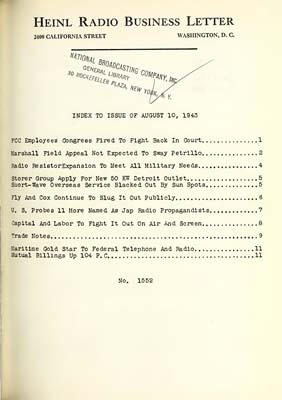 HEINL RADIO BUSINESS LETTER
2400 CALIFORNIA STREET WASHINGTON, D. C.
NATIONAL BROADCASTING COMPANY, INC.
GENERAL LIBRARY
30 ROCKEFELLER PLAZA, NEW YORK, N. Y.
INDEX TO ISSUE OF AUGUST 10, 1943
FCC Employees Congress Fired To Fight Back In Court..............1
Marshall Field Appeal Not Expected To Sway Petrillo..............2
Radio Resistor Expansion To Meet All Military Needs..............4
Storer Group Apply For New 50 KW Detroit Outlet..................5
Short-Wave Overseas Service Blacked Out By Sun Spots.............5
Fly And Cox Continue To Slug It Out Publicly.....................6
U. S. Probes 11 More Named As Jap Radio Propagandists............7
Capital And Labor To Fight It Out On Air And Screen..............8
Trade Notes......................................................9
Maritime Gold Star To Federal Telephone And Radio...............11
Mutual Billings Up 104 P.C......................................11
No. 1552